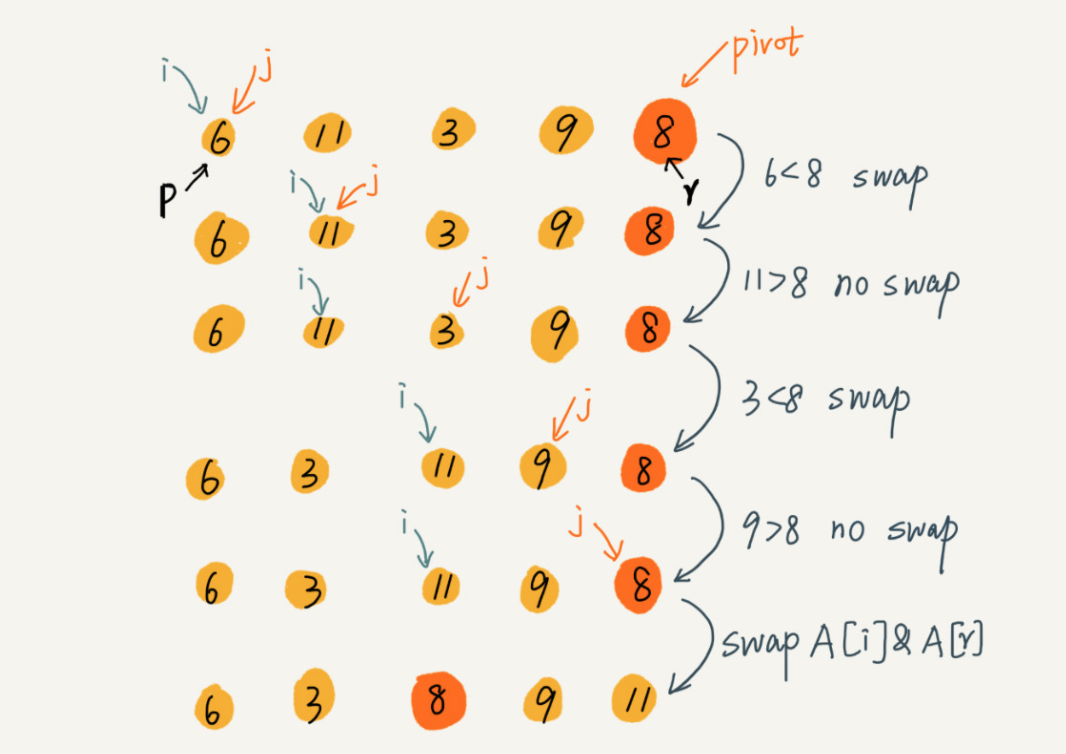 pivot
i j
6 11 3 9 8
p r
6<8 swap
i j
6 11 3 9 8
11>8 no swap
i j
6 11 3 9 8
3<8 swap
i j
6 3 11 9 8
9>8 no swap
i j
6 3 11 9 8
swap A[i]& A[r]
6 3 8 9 11